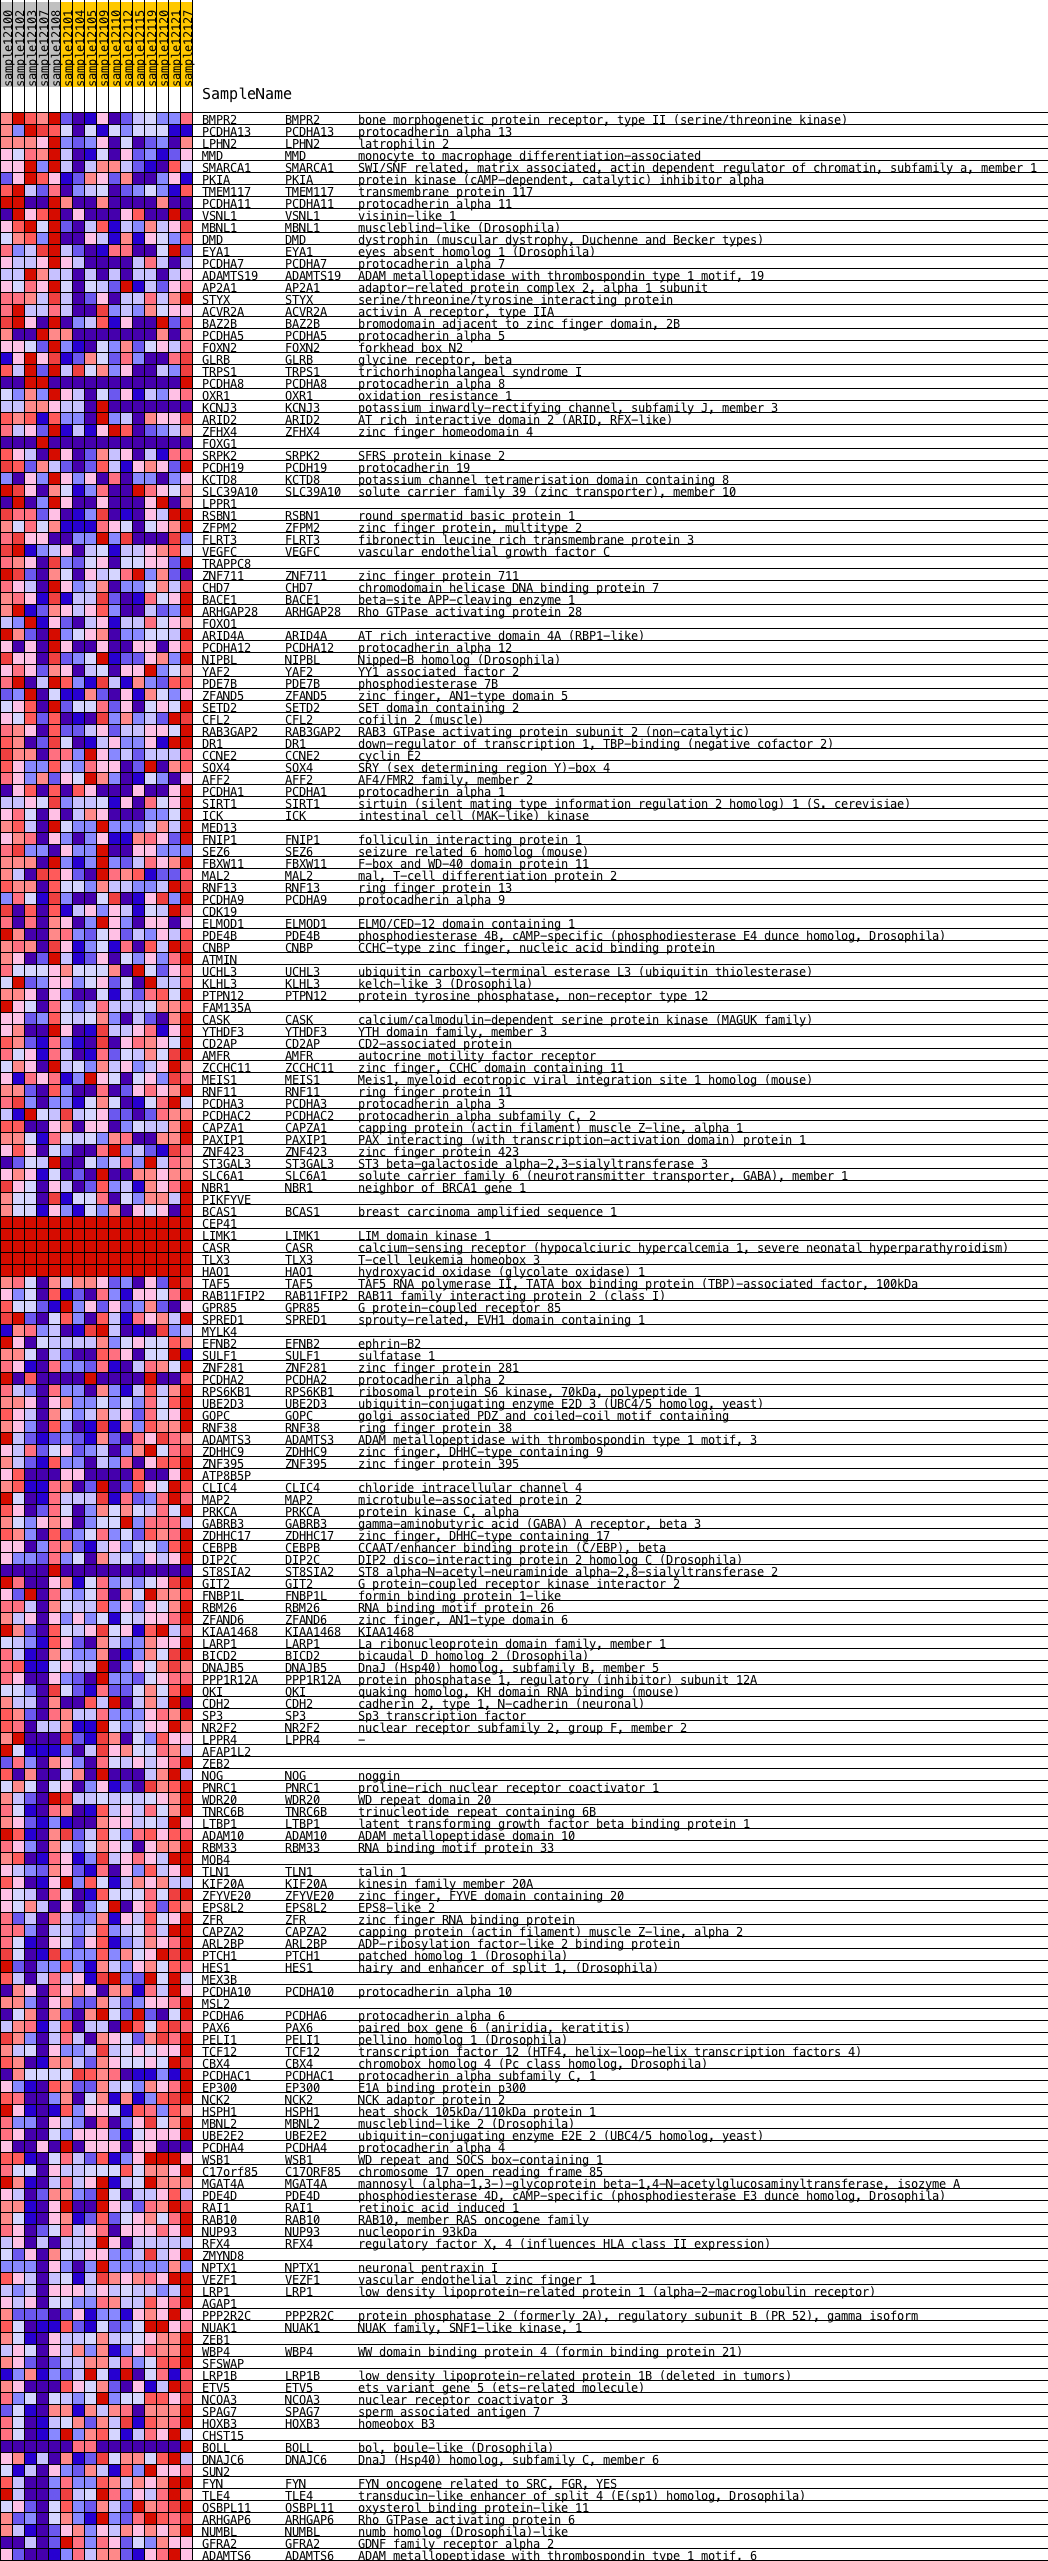 sample12100
sample12102
sample12103
sample12107
sample12108
sample12101
sample12104
sample12105
sample12109
sample12110
sample12112
sample12115
sample12119
sample12120
sample12121
sample12127
SampleName
BMPR2 BMPR2 bone morphogenetic protein receptor, type II (serine/threonine kinase)
PCDHA13 PCDHA13 protocadherin alpha 13
LPHN2 LPHN2 latrophilin 2
MMD MMD monocyte to macrophage differentiation-associated
SMARCA1 SMARCA1 SWI/SNF related, matrix associated, actin dependent regulator of chromatin, subfamily a, member 1
PKIA PKIA protein kinase (cAMP-dependent, catalytic) inhibitor alpha
TMEM117 TMEM117 transmembrane protein 117
PCDHA11 PCDHA11 protocadherin alpha 11
VSNL1 VSNL1 visinin-like 1
MBNL1 MBNL1 muscleblind-like (Drosophila)
DMD DMD dystrophin (muscular dystrophy, Duchenne and Becker types)
EYA1 EYA1 eyes absent homolog 1 (Drosophila)
PCDHA7 PCDHA7 protocadherin alpha 7
ADAMTS19 ADAMTS19 ADAM metallopeptidase with thrombospondin type 1 motif, 19
AP2A1 AP2A1 adaptor-related protein complex 2, alpha 1 subunit
STYX STYX serine/threonine/tyrosine interacting protein
ACVR2A ACVR2A activin A receptor, type IIA
BAZ2B BAZ2B bromodomain adjacent to zinc finger domain, 2B
PCDHA5 PCDHA5 protocadherin alpha 5
FOXN2 FOXN2 forkhead box N2
GLRB GLRB glycine receptor, beta
TRPS1 TRPS1 trichorhinophalangeal syndrome I
PCDHA8 PCDHA8 protocadherin alpha 8
OXR1 OXR1 oxidation resistance 1
KCNJ3 KCNJ3 potassium inwardly-rectifying channel, subfamily J, member 3
ARID2 ARID2 AT rich interactive domain 2 (ARID, RFX-like)
ZFHX4 ZFHX4 zinc finger homeodomain 4
FOXG1
SRPK2 SRPK2 SFRS protein kinase 2
PCDH19 PCDH19 protocadherin 19
KCTD8 KCTD8 potassium channel tetramerisation domain containing 8
SLC39A10 SLC39A10 solute carrier family 39 (zinc transporter), member 10
LPPR1
RSBN1 RSBN1 round spermatid basic protein 1
ZFPM2 ZFPM2 zinc finger protein, multitype 2
FLRT3 FLRT3 fibronectin leucine rich transmembrane protein 3
VEGFC VEGFC vascular endothelial growth factor C
TRAPPC8
ZNF711 ZNF711 zinc finger protein 711
CHD7 CHD7 chromodomain helicase DNA binding protein 7
BACE1 BACE1 beta-site APP-cleaving enzyme 1
ARHGAP28 ARHGAP28 Rho GTPase activating protein 28
FOXO1
ARID4A ARID4A AT rich interactive domain 4A (RBP1-like)
PCDHA12 PCDHA12 protocadherin alpha 12
NIPBL NIPBL Nipped-B homolog (Drosophila)
YAF2 YAF2 YY1 associated factor 2
PDE7B PDE7B phosphodiesterase 7B
ZFAND5 ZFAND5 zinc finger, AN1-type domain 5
SETD2 SETD2 SET domain containing 2
CFL2 CFL2 cofilin 2 (muscle)
RAB3GAP2 RAB3GAP2 RAB3 GTPase activating protein subunit 2 (non-catalytic)
DR1 DR1 down-regulator of transcription 1, TBP-binding (negative cofactor 2)
CCNE2 CCNE2 cyclin E2
SOX4 SOX4 SRY (sex determining region Y)-box 4
AFF2 AFF2 AF4/FMR2 family, member 2
PCDHA1 PCDHA1 protocadherin alpha 1
SIRT1 SIRT1 sirtuin (silent mating type information regulation 2 homolog) 1 (S. cerevisiae)
ICK ICK intestinal cell (MAK-like) kinase
MED13
FNIP1 FNIP1 folliculin interacting protein 1
SEZ6 SEZ6 seizure related 6 homolog (mouse)
FBXW11 FBXW11 F-box and WD-40 domain protein 11
MAL2 MAL2 mal, T-cell differentiation protein 2
RNF13 RNF13 ring finger protein 13
PCDHA9 PCDHA9 protocadherin alpha 9
CDK19
ELMOD1 ELMOD1 ELMO/CED-12 domain containing 1
PDE4B PDE4B phosphodiesterase 4B, cAMP-specific (phosphodiesterase E4 dunce homolog, Drosophila)
CNBP CNBP CCHC-type zinc finger, nucleic acid binding protein
ATMIN
UCHL3 UCHL3 ubiquitin carboxyl-terminal esterase L3 (ubiquitin thiolesterase)
KLHL3 KLHL3 kelch-like 3 (Drosophila)
PTPN12 PTPN12 protein tyrosine phosphatase, non-receptor type 12
FAM135A
CASK CASK calcium/calmodulin-dependent serine protein kinase (MAGUK family)
YTHDF3 YTHDF3 YTH domain family, member 3
CD2AP CD2AP CD2-associated protein
AMFR AMFR autocrine motility factor receptor
ZCCHC11 ZCCHC11 zinc finger, CCHC domain containing 11
MEIS1 MEIS1 Meis1, myeloid ecotropic viral integration site 1 homolog (mouse)
RNF11 RNF11 ring finger protein 11
PCDHA3 PCDHA3 protocadherin alpha 3
PCDHAC2 PCDHAC2 protocadherin alpha subfamily C, 2
CAPZA1 CAPZA1 capping protein (actin filament) muscle Z-line, alpha 1
PAXIP1 PAXIP1 PAX interacting (with transcription-activation domain) protein 1
ZNF423 ZNF423 zinc finger protein 423
ST3GAL3 ST3GAL3 ST3 beta-galactoside alpha-2,3-sialyltransferase 3
SLC6A1 SLC6A1 solute carrier family 6 (neurotransmitter transporter, GABA), member 1
NBR1 NBR1 neighbor of BRCA1 gene 1
PIKFYVE
BCAS1 BCAS1 breast carcinoma amplified sequence 1
CEP41
LIMK1 LIMK1 LIM domain kinase 1
CASR CASR calcium-sensing receptor (hypocalciuric hypercalcemia 1, severe neonatal hyperparathyroidism)
TLX3 TLX3 T-cell leukemia homeobox 3
HAO1 HAO1 hydroxyacid oxidase (glycolate oxidase) 1
TAF5 TAF5 TAF5 RNA polymerase II, TATA box binding protein (TBP)-associated factor, 100kDa
RAB11FIP2 RAB11FIP2 RAB11 family interacting protein 2 (class I)
GPR85 GPR85 G protein-coupled receptor 85
SPRED1 SPRED1 sprouty-related, EVH1 domain containing 1
MYLK4
EFNB2 EFNB2 ephrin-B2
SULF1 SULF1 sulfatase 1
ZNF281 ZNF281 zinc finger protein 281
PCDHA2 PCDHA2 protocadherin alpha 2
RPS6KB1 RPS6KB1 ribosomal protein S6 kinase, 70kDa, polypeptide 1
UBE2D3 UBE2D3 ubiquitin-conjugating enzyme E2D 3 (UBC4/5 homolog, yeast)
GOPC GOPC golgi associated PDZ and coiled-coil motif containing
RNF38 RNF38 ring finger protein 38
ADAMTS3 ADAMTS3 ADAM metallopeptidase with thrombospondin type 1 motif, 3
ZDHHC9 ZDHHC9 zinc finger, DHHC-type containing 9
ZNF395 ZNF395 zinc finger protein 395
ATP8B5P
CLIC4 CLIC4 chloride intracellular channel 4
MAP2 MAP2 microtubule-associated protein 2
PRKCA PRKCA protein kinase C, alpha
GABRB3 GABRB3 gamma-aminobutyric acid (GABA) A receptor, beta 3
ZDHHC17 ZDHHC17 zinc finger, DHHC-type containing 17
CEBPB CEBPB CCAAT/enhancer binding protein (C/EBP), beta
DIP2C DIP2C DIP2 disco-interacting protein 2 homolog C (Drosophila)
ST8SIA2 ST8SIA2 ST8 alpha-N-acetyl-neuraminide alpha-2,8-sialyltransferase 2
GIT2 GIT2 G protein-coupled receptor kinase interactor 2
FNBP1L FNBP1L formin binding protein 1-like
RBM26 RBM26 RNA binding motif protein 26
ZFAND6 ZFAND6 zinc finger, AN1-type domain 6
KIAA1468 KIAA1468 KIAA1468
LARP1 LARP1 La ribonucleoprotein domain family, member 1
BICD2 BICD2 bicaudal D homolog 2 (Drosophila)
DNAJB5 DNAJB5 DnaJ (Hsp40) homolog, subfamily B, member 5
PPP1R12A PPP1R12A protein phosphatase 1, regulatory (inhibitor) subunit 12A
QKI QKI quaking homolog, KH domain RNA binding (mouse)
CDH2 CDH2 cadherin 2, type 1, N-cadherin (neuronal)
SP3 SP3 Sp3 transcription factor
NR2F2 NR2F2 nuclear receptor subfamily 2, group F, member 2
LPPR4 LPPR4 -
AFAP1L2
ZEB2
NOG NOG noggin
PNRC1 PNRC1 proline-rich nuclear receptor coactivator 1
WDR20 WDR20 WD repeat domain 20
TNRC6B TNRC6B trinucleotide repeat containing 6B
LTBP1 LTBP1 latent transforming growth factor beta binding protein 1
ADAM10 ADAM10 ADAM metallopeptidase domain 10
RBM33 RBM33 RNA binding motif protein 33
MOB4
TLN1 TLN1 talin 1
KIF20A KIF20A kinesin family member 20A
ZFYVE20 ZFYVE20 zinc finger, FYVE domain containing 20
EPS8L2 EPS8L2 EPS8-like 2
ZFR ZFR zinc finger RNA binding protein
CAPZA2 CAPZA2 capping protein (actin filament) muscle Z-line, alpha 2
ARL2BP ARL2BP ADP-ribosylation factor-like 2 binding protein
PTCH1 PTCH1 patched homolog 1 (Drosophila)
HES1 HES1 hairy and enhancer of split 1, (Drosophila)
MEX3B
PCDHA10 PCDHA10 protocadherin alpha 10
MSL2
PCDHA6 PCDHA6 protocadherin alpha 6
PAX6 PAX6 paired box gene 6 (aniridia, keratitis)
PELI1 PELI1 pellino homolog 1 (Drosophila)
TCF12 TCF12 transcription factor 12 (HTF4, helix-loop-helix transcription factors 4)
CBX4 CBX4 chromobox homolog 4 (Pc class homolog, Drosophila)
PCDHAC1 PCDHAC1 protocadherin alpha subfamily C, 1
EP300 EP300 E1A binding protein p300
NCK2 NCK2 NCK adaptor protein 2
HSPH1 HSPH1 heat shock 105kDa/110kDa protein 1
MBNL2 MBNL2 muscleblind-like 2 (Drosophila)
UBE2E2 UBE2E2 ubiquitin-conjugating enzyme E2E 2 (UBC4/5 homolog, yeast)
PCDHA4 PCDHA4 protocadherin alpha 4
WSB1 WSB1 WD repeat and SOCS box-containing 1
C17orf85 C17ORF85 chromosome 17 open reading frame 85
MGAT4A MGAT4A mannosyl (alpha-1,3-)-glycoprotein beta-1,4-N-acetylglucosaminyltransferase, isozyme A
PDE4D PDE4D phosphodiesterase 4D, cAMP-specific (phosphodiesterase E3 dunce homolog, Drosophila)
RAI1 RAI1 retinoic acid induced 1
RAB10 RAB10 RAB10, member RAS oncogene family
NUP93 NUP93 nucleoporin 93kDa
RFX4 RFX4 regulatory factor X, 4 (influences HLA class II expression)
ZMYND8
NPTX1 NPTX1 neuronal pentraxin I
VEZF1 VEZF1 vascular endothelial zinc finger 1
LRP1 LRP1 low density lipoprotein-related protein 1 (alpha-2-macroglobulin receptor)
AGAP1
PPP2R2C PPP2R2C protein phosphatase 2 (formerly 2A), regulatory subunit B (PR 52), gamma isoform
NUAK1 NUAK1 NUAK family, SNF1-like kinase, 1
ZEB1
WBP4 WBP4 WW domain binding protein 4 (formin binding protein 21)
SFSWAP
LRP1B LRP1B low density lipoprotein-related protein 1B (deleted in tumors)
ETV5 ETV5 ets variant gene 5 (ets-related molecule)
NCOA3 NCOA3 nuclear receptor coactivator 3
SPAG7 SPAG7 sperm associated antigen 7
HOXB3 HOXB3 homeobox B3
CHST15
BOLL BOLL bol, boule-like (Drosophila)
DNAJC6 DNAJC6 DnaJ (Hsp40) homolog, subfamily C, member 6
SUN2
FYN FYN FYN oncogene related to SRC, FGR, YES
TLE4 TLE4 transducin-like enhancer of split 4 (E(sp1) homolog, Drosophila)
OSBPL11 OSBPL11 oxysterol binding protein-like 11
ARHGAP6 ARHGAP6 Rho GTPase activating protein 6
NUMBL NUMBL numb homolog (Drosophila)-like
GFRA2 GFRA2 GDNF family receptor alpha 2
ADAMTS6 ADAMTS6 ADAM metallopeptidase with thrombospondin type 1 motif, 6